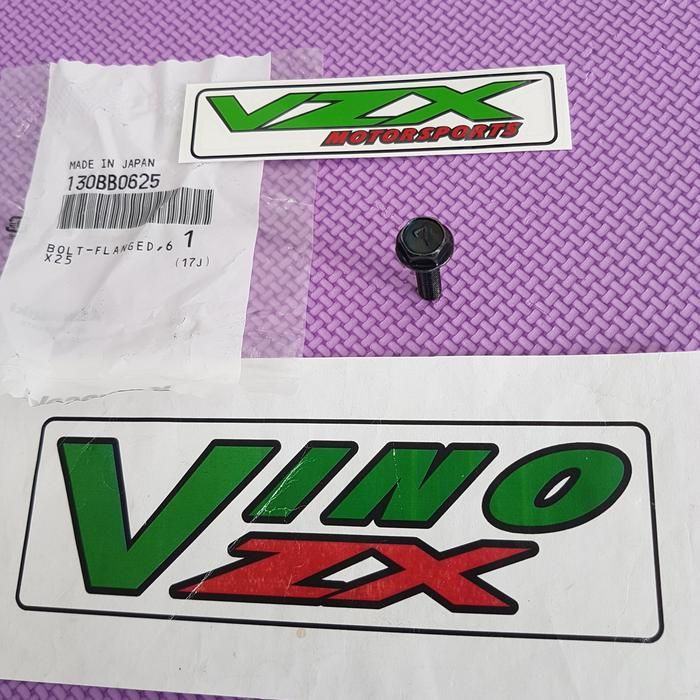 VZX
MOTORSPORTS
MADE IN JAPAN
130BB0625
BOLT-FLANGED,6 1
X25 (17J)
VINO
ZX